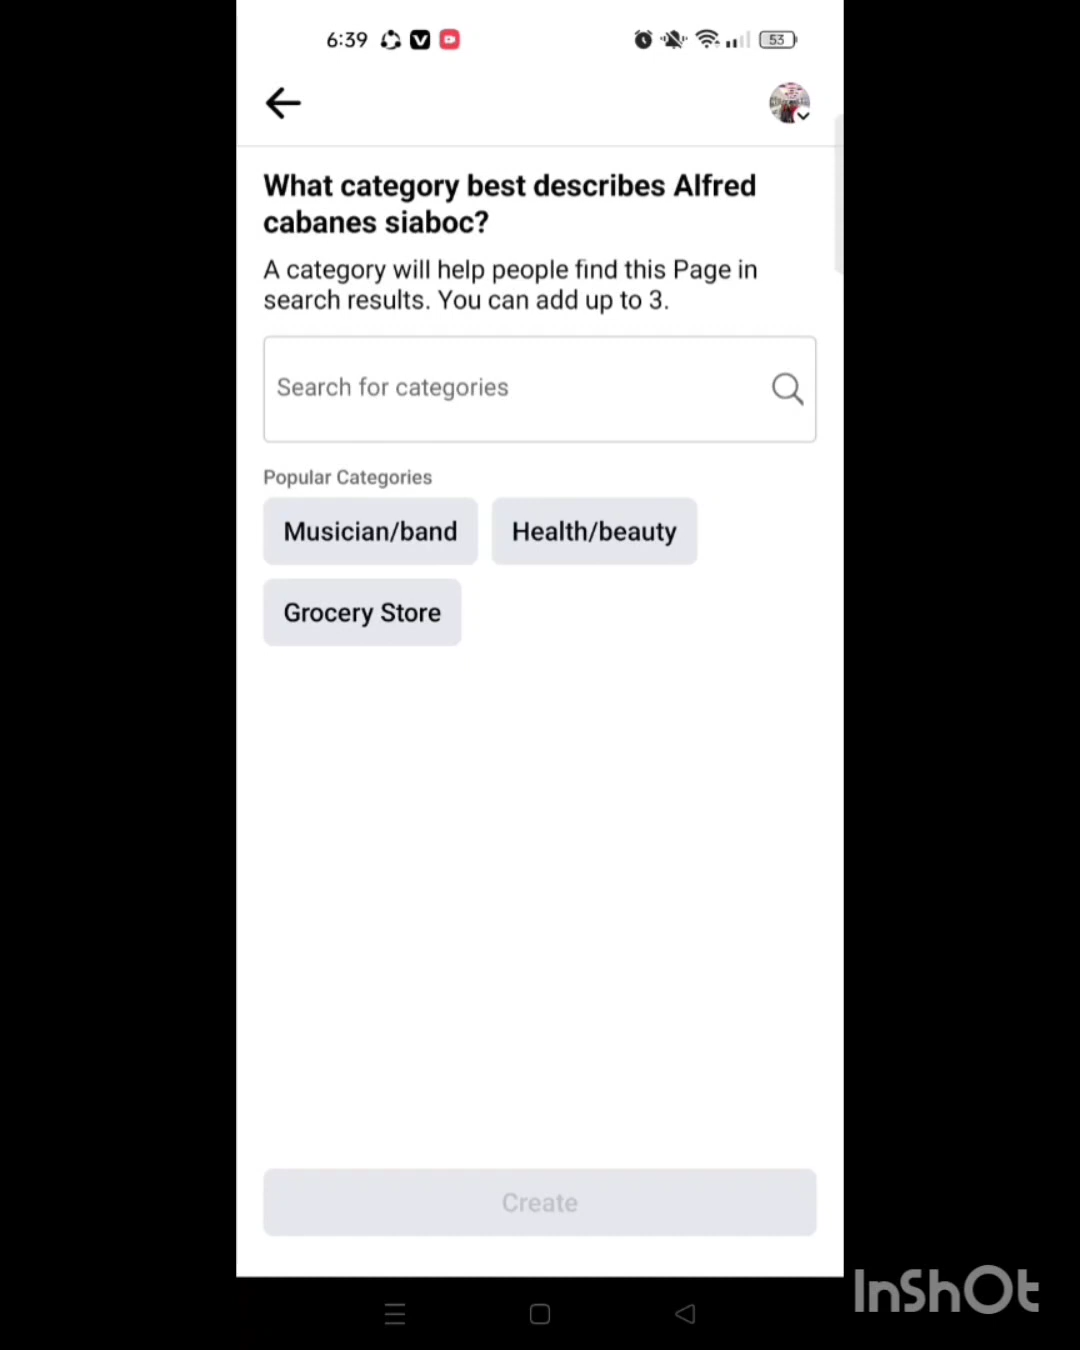 6:39
53
What category best describes Alfred
cabanes siaboc?
A category will help people find this Page in
search results. You can add up to 3.
Search for categories
Popular Categories
Musician/band
Health/beauty
Grocery Store
Create
InShOt